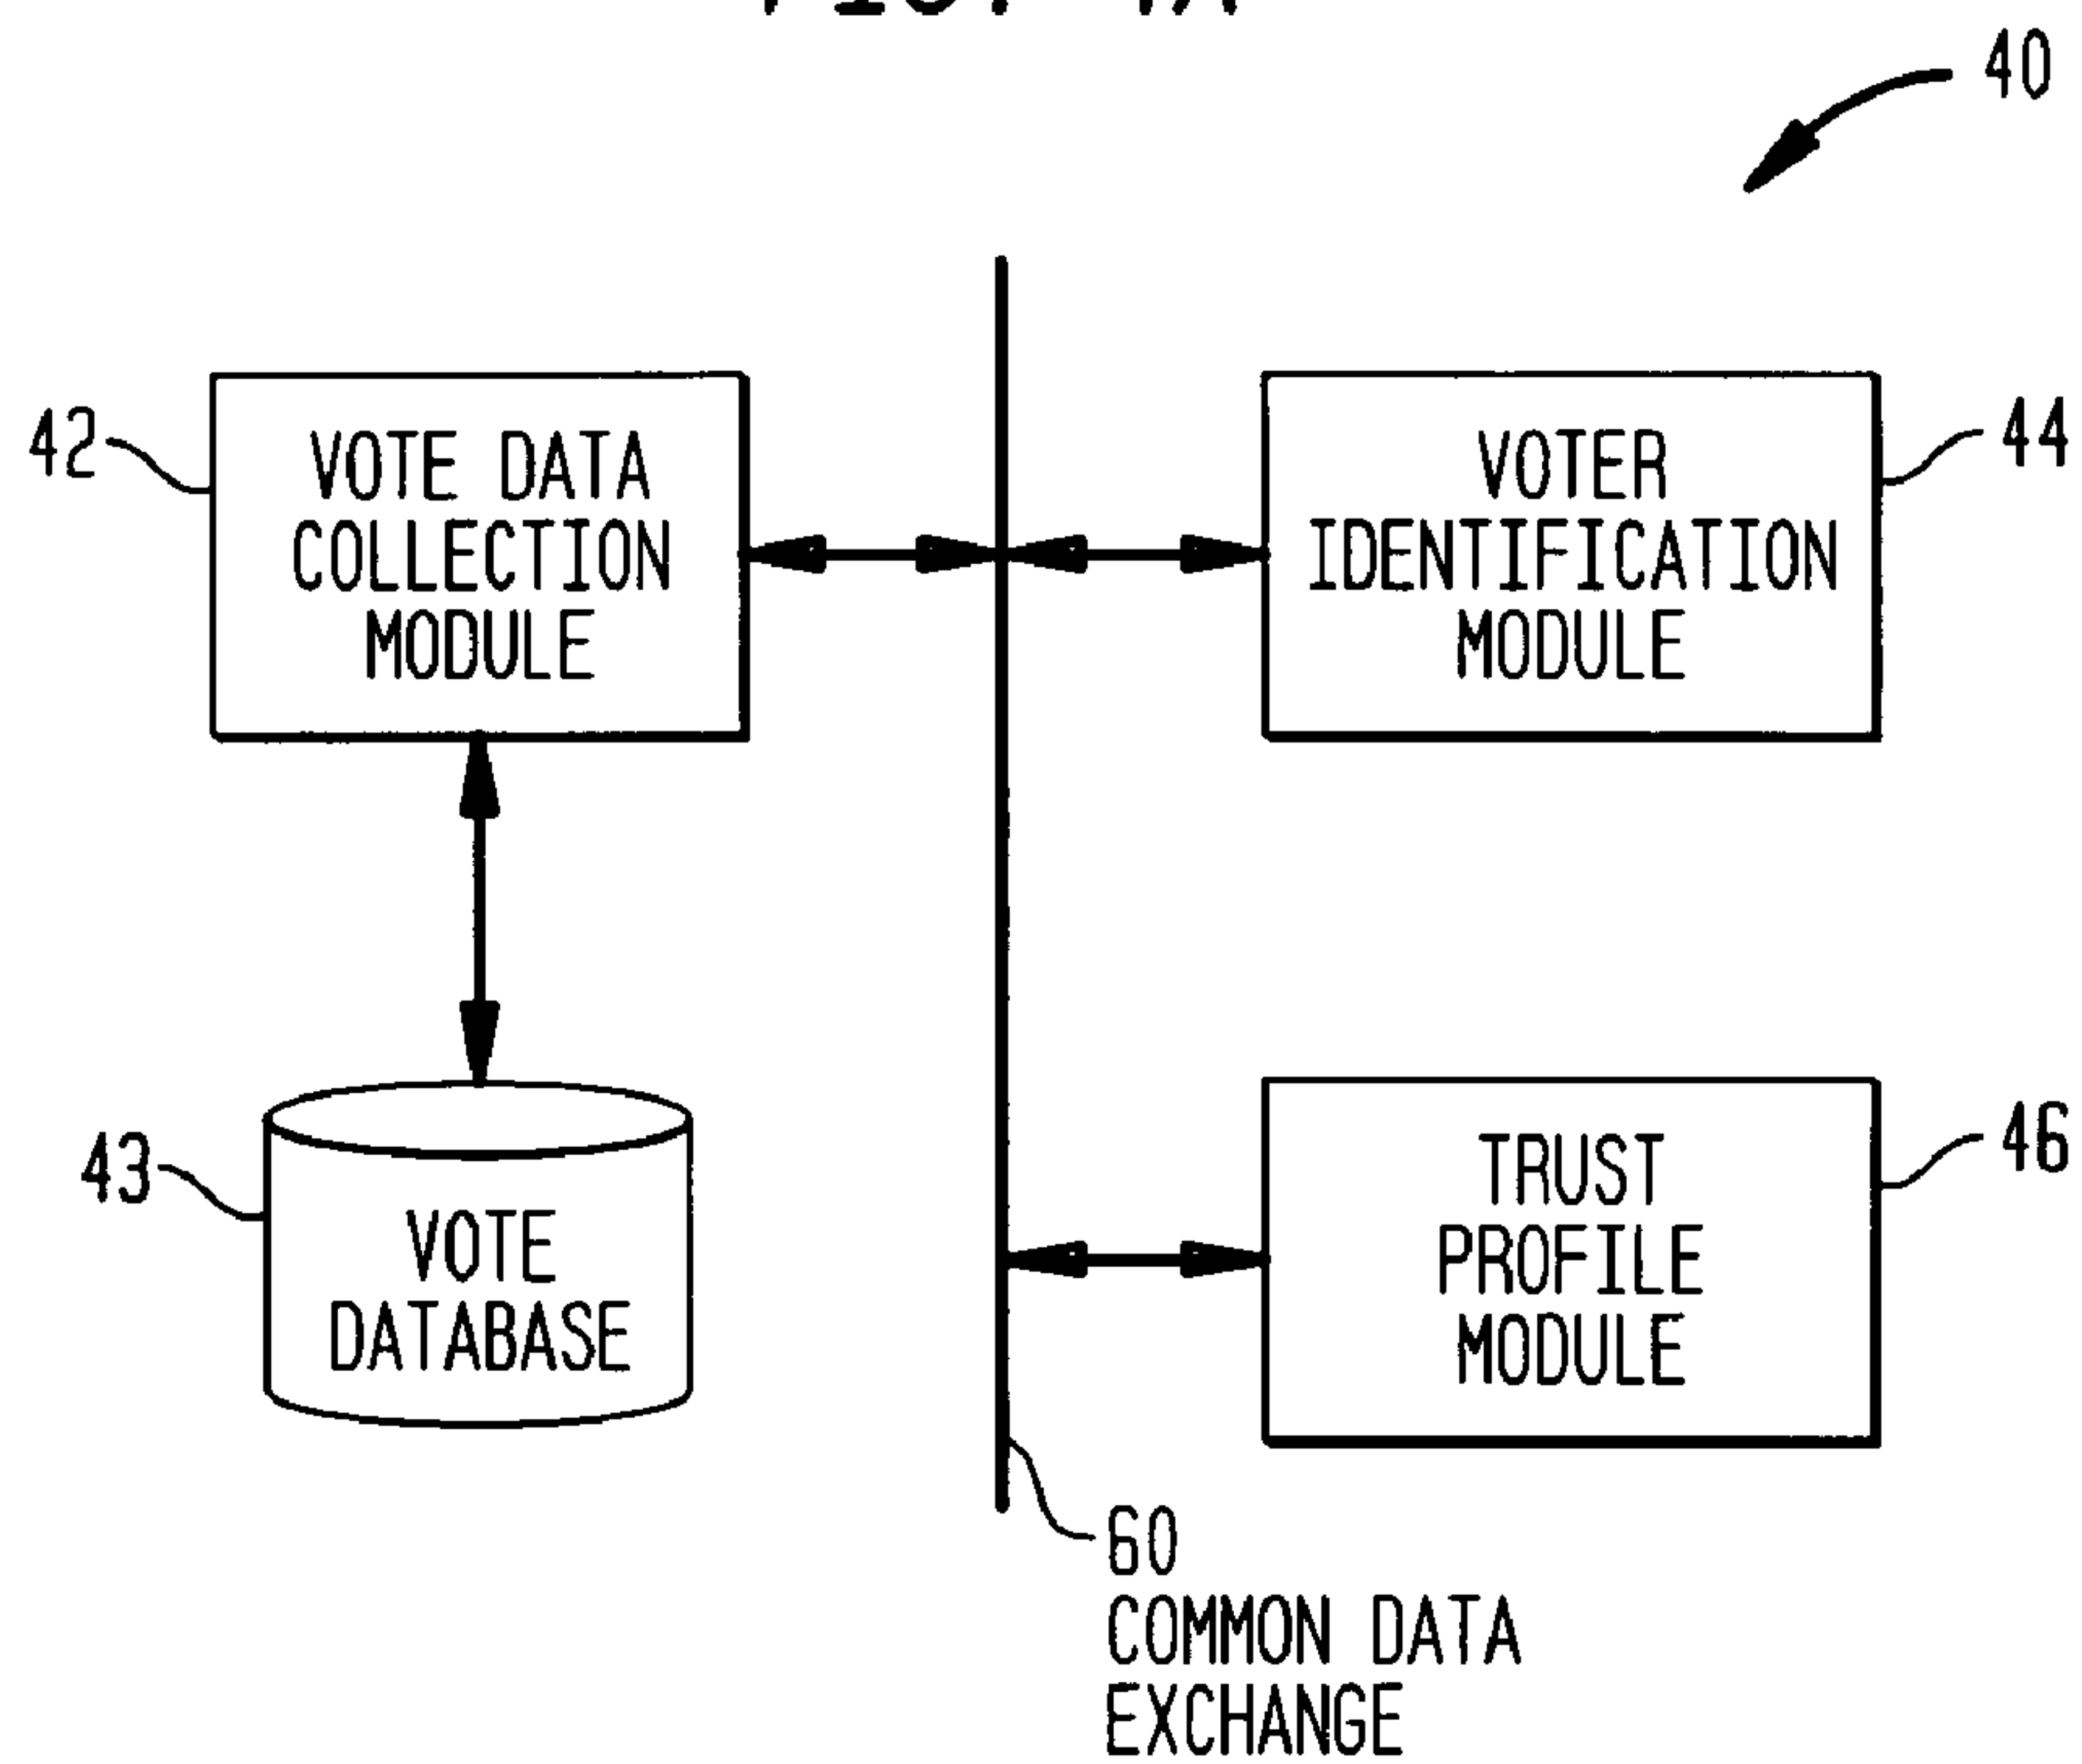 40
42
VOTE DATA
COLLECTION
MODULE
VOTER
IDENTIFICATION
MODULE
44
43
VOTE
DATABASE
TRUST
PROFILE
MODULE
46
60
COMMON DATA
EXCHANGE